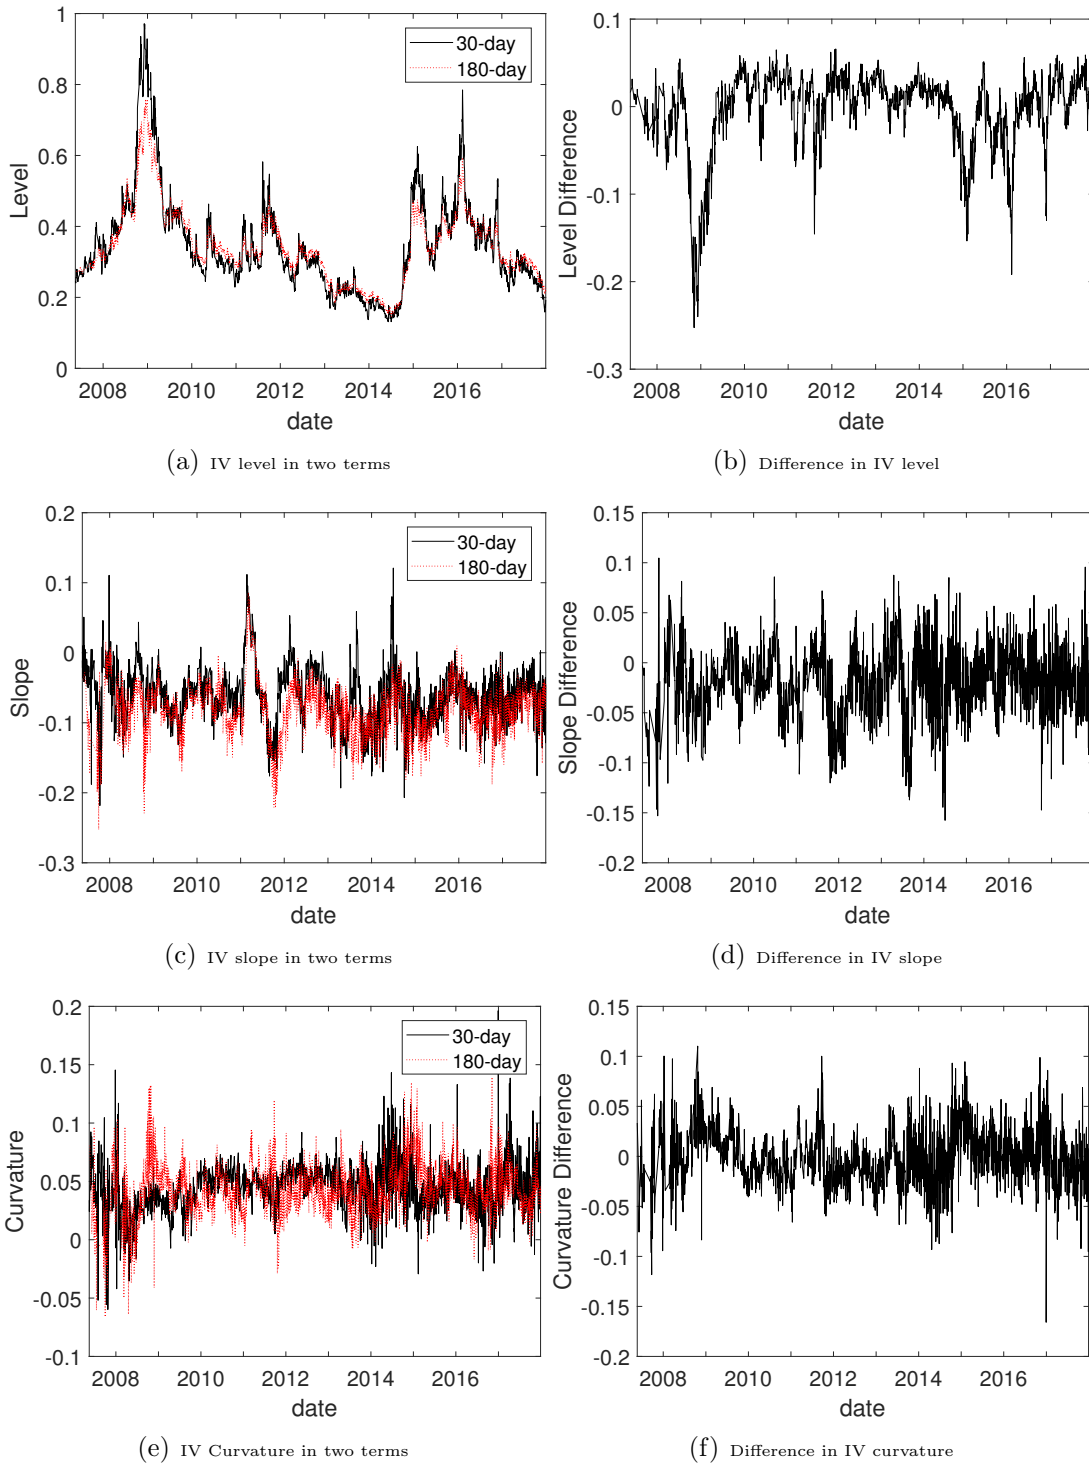 1
0.8
0.6
0.4
0.2
0
Level
30-day
180-day
2008 2010 2012 2014 2016
date
(a) IV level in two terms
0.1
0
-0.1
-0.2
-0.3
Level Difference
2008 2010 2012 2014 2016
date
(b) Difference in IV level
0.2
0.1
0
-0.1
-0.2
-0.3
Slope
30-day
180-day
2008 2010 2012 2014 2016
date
(c) IV slope in two terms
0.15
0.1
0.05
0
-0.05
-0.1
-0.15
-0.2
Slope Difference
2008 2010 2012 2014 2016
date
(d) Difference in IV slope
0.2
0.15
0.1
0.05
0
-0.05
-0.1
Curvature
30-day
180-day
2008 2010 2012 2014 2016
date
(e) IV Curvature in two terms
0.15
0.1
0.05
0
-0.05
-0.1
-0.15
-0.2
Curvature Difference
2008 2010 2012 2014 2016
date
(f) Difference in IV curvature